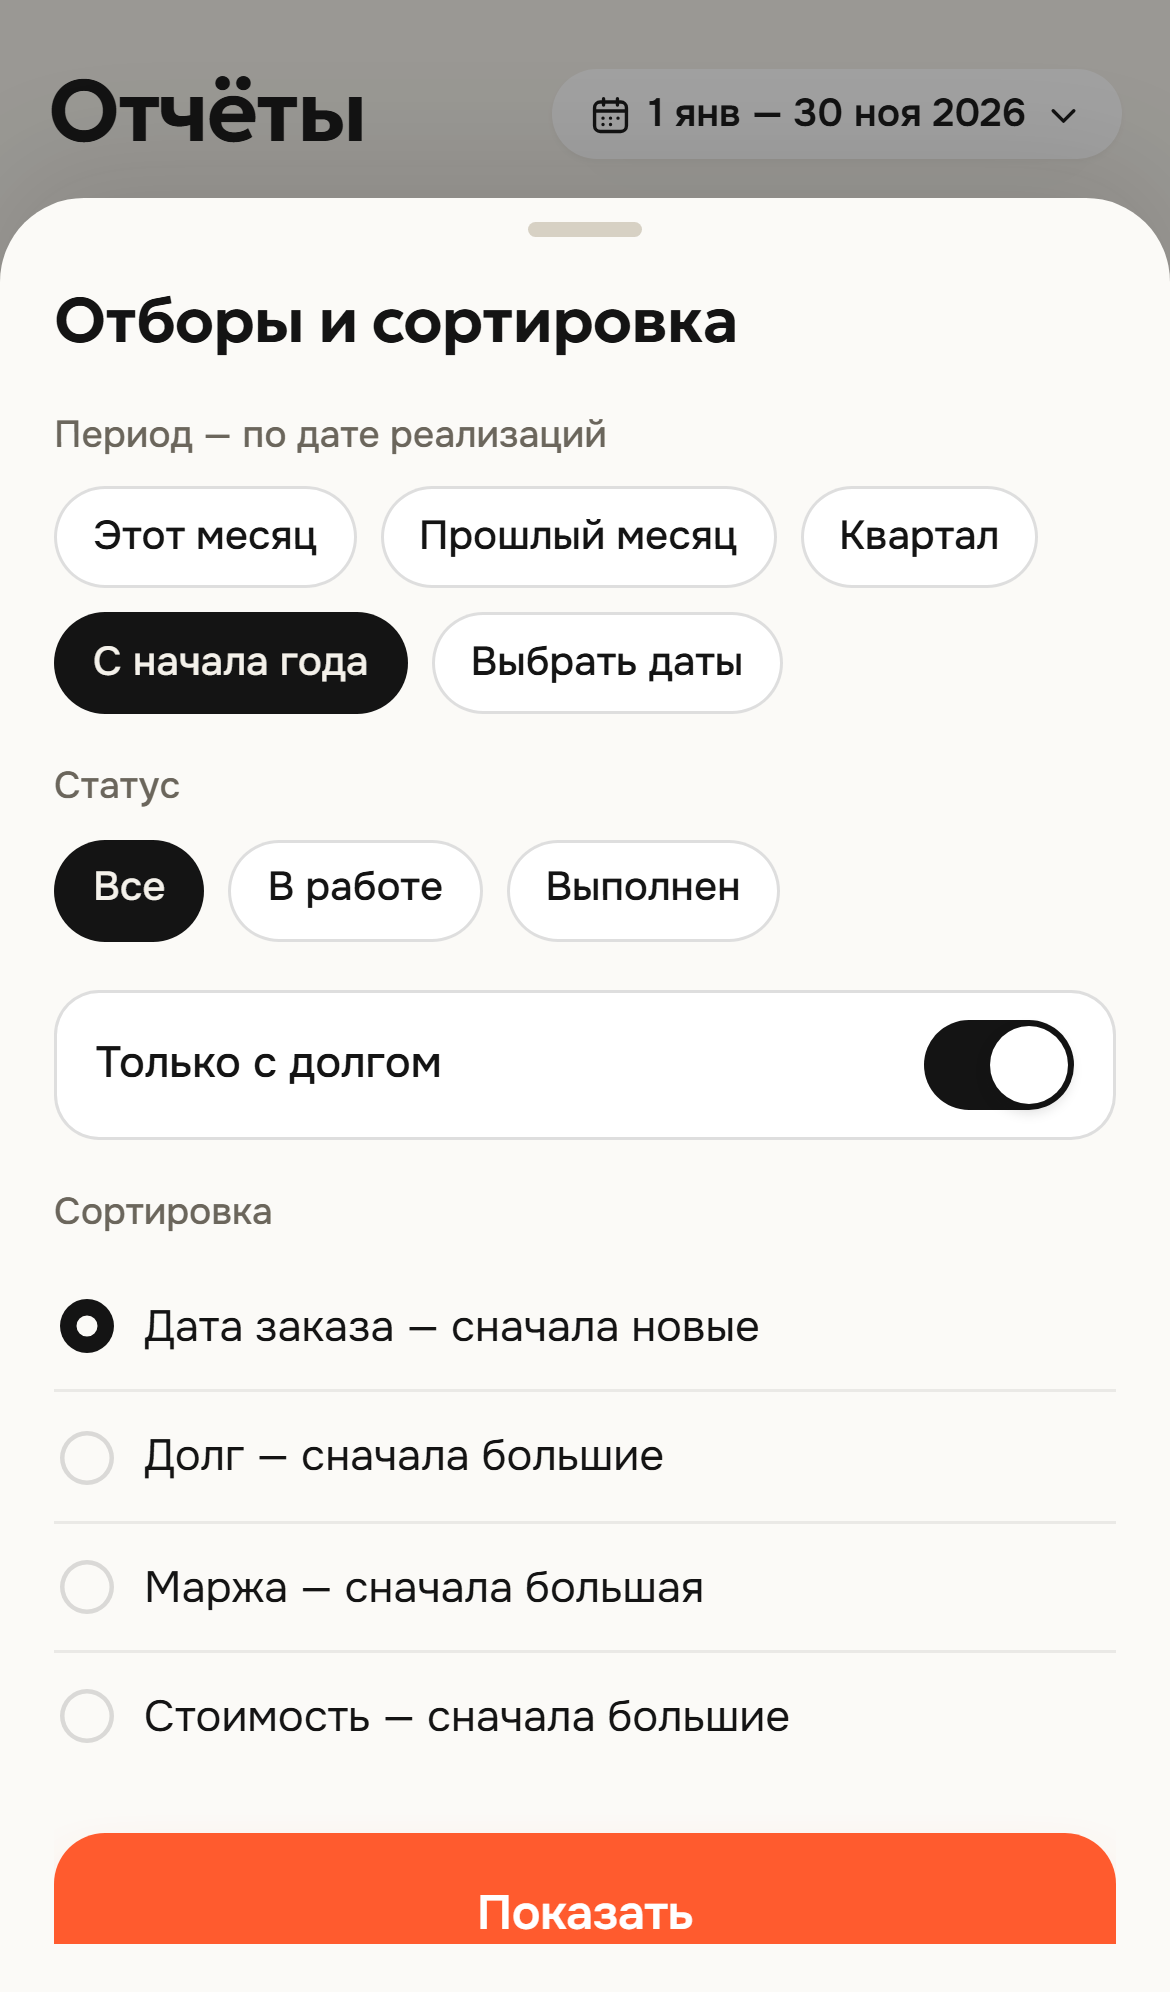 Отчёты
1 янв — 30 ноя 2026
Отборы и сортировка
Период — по дате реализаций
Этот месяц
Прошлый месяц
Квартал
С начала года
Выбрать даты
Статус
Все
В работе
Выполнен
Только с долгом
Сортировка
Дата заказа — сначала новые
Долг — сначала большие
Маржа — сначала большая
Стоимость — сначала большие
Показать